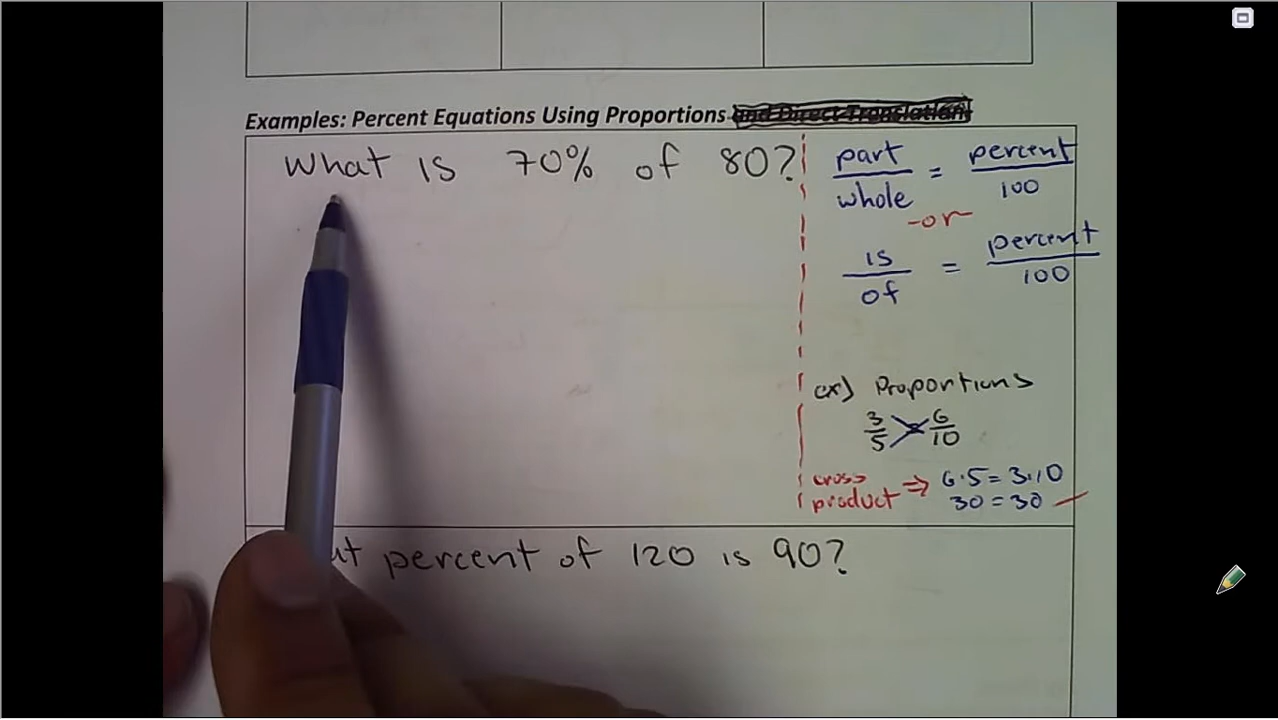 Examples: Percent Equations Using Proportions and Direct Translation
What is 70% of 80?
part/whole = percent/100
-or-
is/of = percent/100
ex) Proportions
3/5 = 6/10
cross product ⇒ 6·5 = 3·10
30 = 30
percent of 120 is 90?